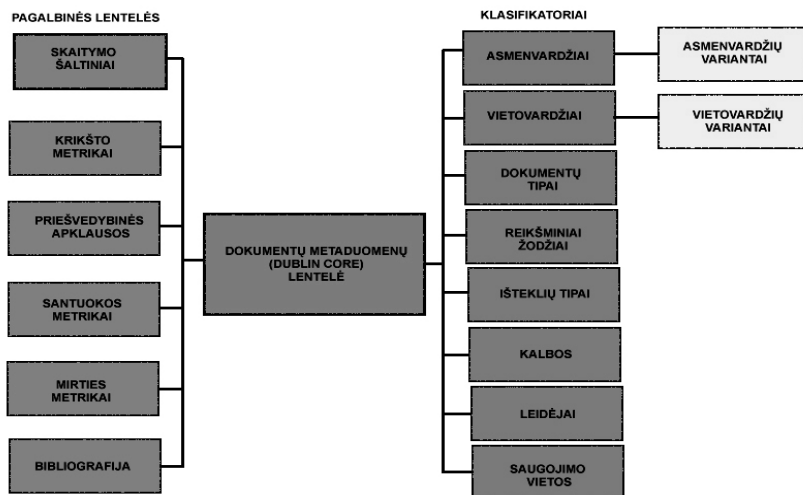 PAGALBINĖS LENTELĖS
SKAITYMO
ŠALTINIAI
KRIKŠTO
METRIKAI
PRIEŠVEDYBINĖS
APKLAUSOS
SANTUOKOS
METRIKAI
MIRTIES
METRIKAI
BIBLIOGRAFIJA
DOKUMENTŲ METADUOMENŲ
(DUBLIN CORE)
LENTELĖ
KLASIFIKATORIAI
ASMENVARDŽIAI
VIETOVARDŽIAI
DOKUMENTŲ
TIPAI
REIKŠMINIAI
ŽODŽIAI
IŠTEKLIŲ TIPAI
KALBOS
LEIDĖJAI
SAUGOJIMO
VIETOS
ASMENVARDŽIŲ
VARIANTAI
VIETOVARDŽIŲ
VARIANTAI